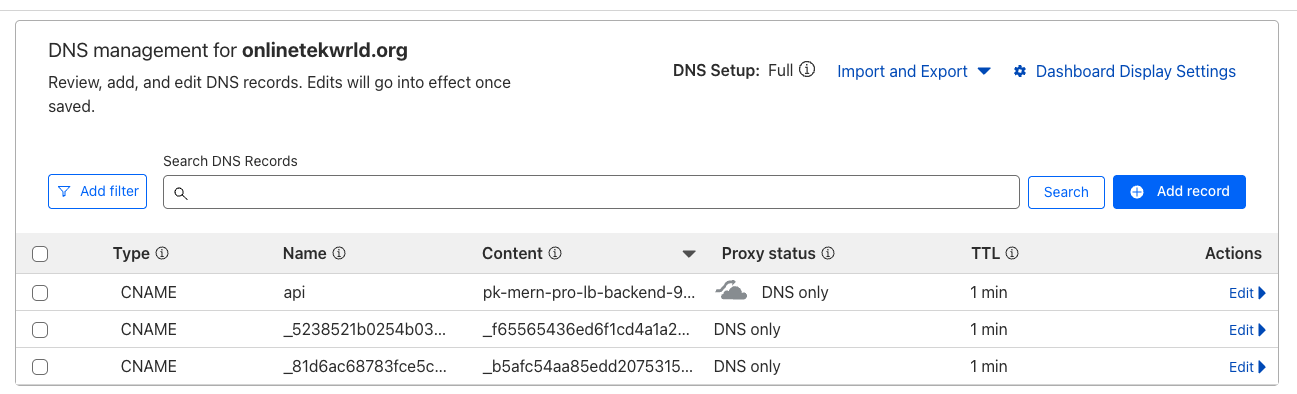 DNS management for onlinetekwrld.org
Review, add, and edit DNS records. Edits will go into effect once
saved.
DNS Setup: Full Import and Export Dashboard Display Settings
Search DNS Records
Add filter Search Add record
Type Name Content Proxy status TTL Actions
CNAME api pk-mern-pro-lb-backend-9... DNS only 1 min Edit
CNAME _5238521b0254b03... _f65565436ed6f1cd4a1a2... DNS only 1 min Edit
CNAME _81d6ac68783fce5c... _b5afc54aa85edd2075315... DNS only 1 min Edit